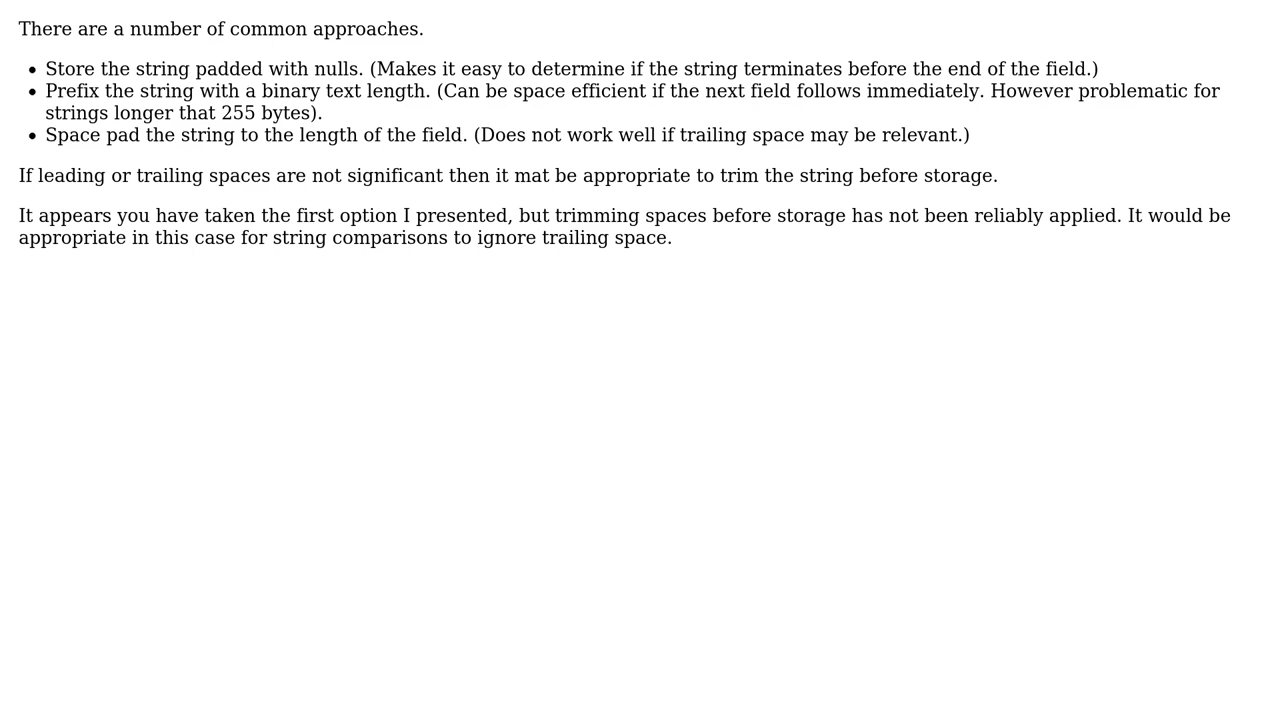 There are a number of common approaches.
• Store the string padded with nulls. (Makes it easy to determine if the string terminates before the end of the field.)
• Prefix the string with a binary text length. (Can be space efficient if the next field follows immediately. However problematic for
strings longer that 255 bytes).
• Space pad the string to the length of the field. (Does not work well if trailing space may be relevant.)
If leading or trailing spaces are not significant then it mat be appropriate to trim the string before storage.
It appears you have taken the first option I presented, but trimming spaces before storage has not been reliably applied. It would be
appropriate in this case for string comparisons to ignore trailing space.